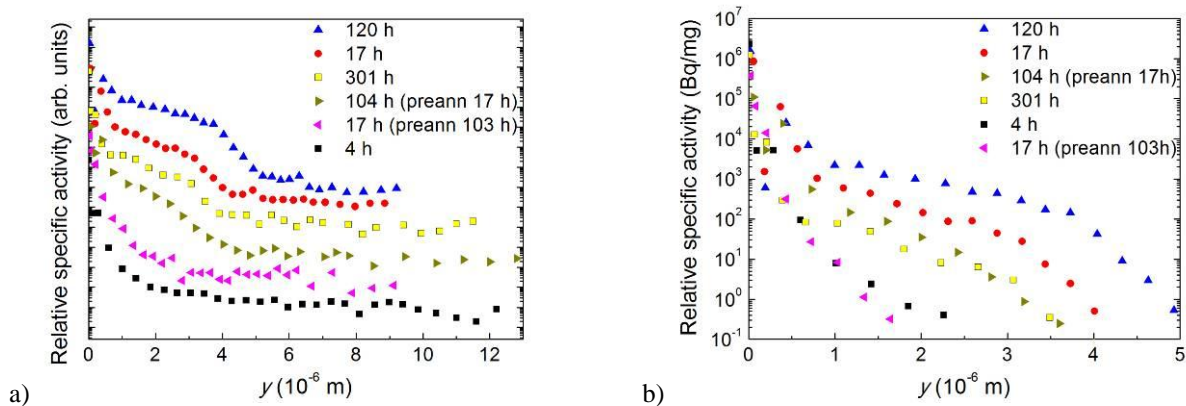 Relative specific activity (arb. units)
120 h
17 h
301 h
104 h (preann 17 h)
17 h (preann 103 h)
4 h
0 2 4 6 8 10 12
y (10⁻⁶ m)
a)
Relative specific activity (Bq/mg)
10⁷
10⁶
10⁵
10⁴
10³
10²
10¹
10⁰
10⁻¹
120 h
17 h
104 h (preann 17h)
301 h
4 h
17 h (preann 103h)
0 1 2 3 4 5
y (10⁻⁶ m)
b)